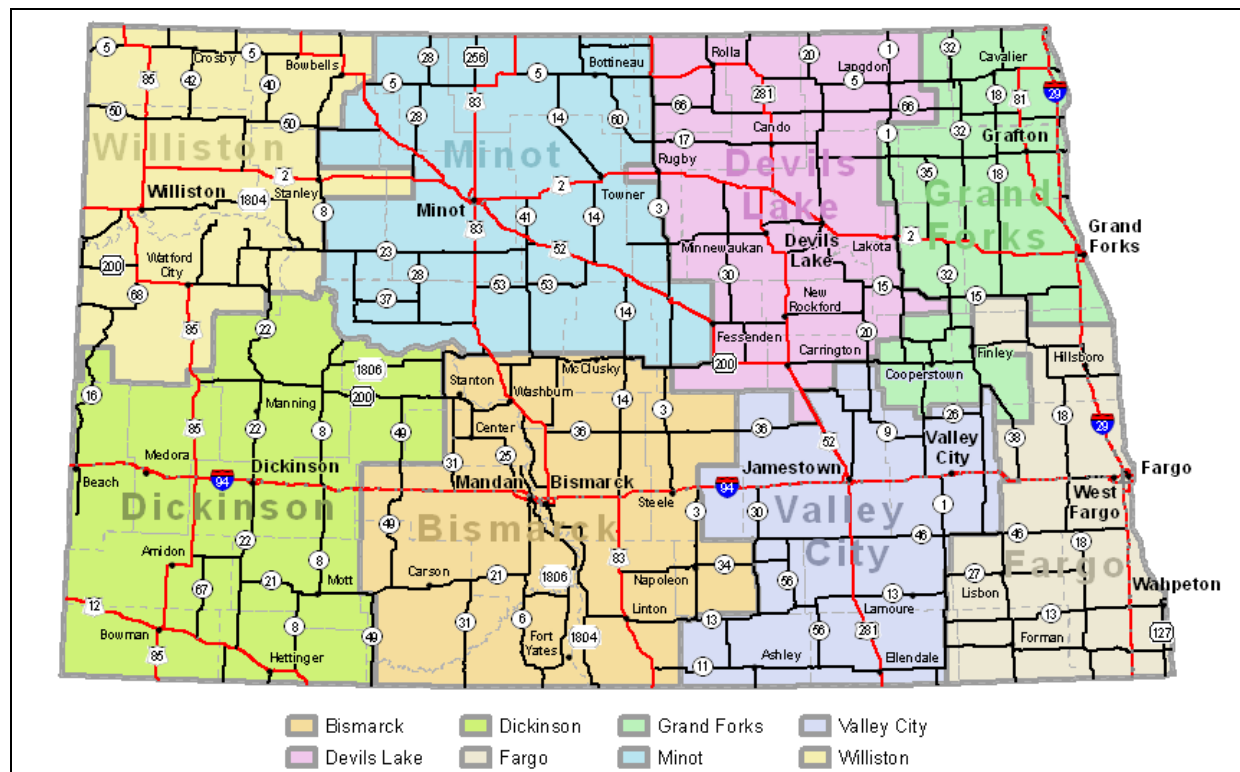 5
Crosby
5
Bowbells
28
256
Bottineau
Rolla
20
1
Langdon
32
Cavalier
85
42
40
5
83
5
281
5
18
81
29
50
50
28
14
60
66
66
Cando
17
1
32
Grafton
Williston
Minot
Rugby
Devils
Lake
35
18
Grand
Forks
2
Stanley
2
2
Towner
Williston
1804
8
Minot
41
14
3
83
52
Minnewaukan
Devils
Lake
Lakota
2
Grand
Forks
200
Watford
City
23
28
53
53
30
32
68
37
New
Rockford
15
15
85
22
14
20
Fessenden
200
Carrington
Cooperstown
Finley
Hillsboro
1806
200
Stanton
Washburn
McClusky
14
3
16
Manning
49
85
22
8
Center
36
36
52
9
26
Valley
City
18
38
29
Medora
Dickinson
31
25
Jamestown
Fargo
Beach
94
Mandan
Bismarck
Steele
94
West
Fargo
Dickinson
49
Bismarck
3
30
Valley
City
1
46
46
18
Amidon
22
8
83
Fargo
67
21
Mott
Carson
21
1806
Napoleon
34
56
27
Lisbon
Wahpeton
12
Bowman
8
49
31
6
Linton
13
13
Lamoure
13
85
Hettinger
Fort
Yates
1804
56
281
Forman
127
11
Ashley
Ellendale
Bismarck
Dickinson
Grand Forks
Valley City
Devils Lake
Fargo
Minot
Williston